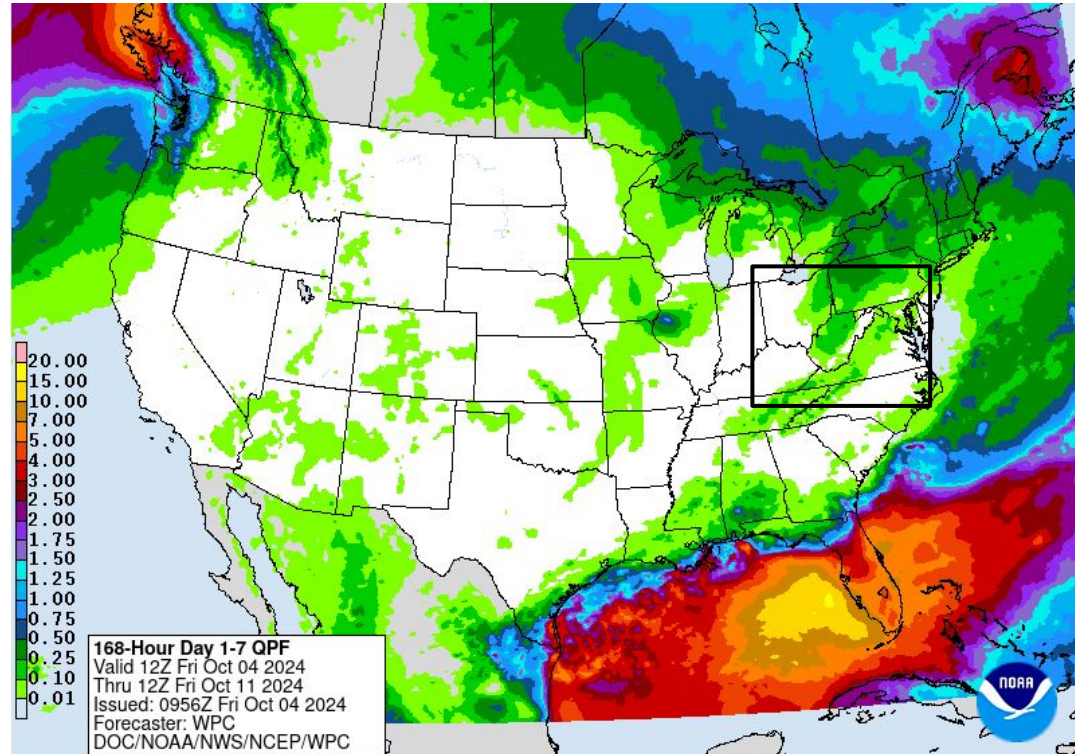 20.00
15.00
10.00
7.00
5.00
4.00
3.00
2.50
2.00
1.75
1.50
1.25
1.00
0.75
0.50
0.25
0.10
0.01
168-Hour Day 1-7 QPF
Valid 12Z Fri Oct 04 2024
Thru 12Z Fri Oct 11 2024
Issued: 0956Z Fri Oct 04 2024
Forecaster: WPC
DOC/NOAA/NWS/NCEP/WPC
NOAA